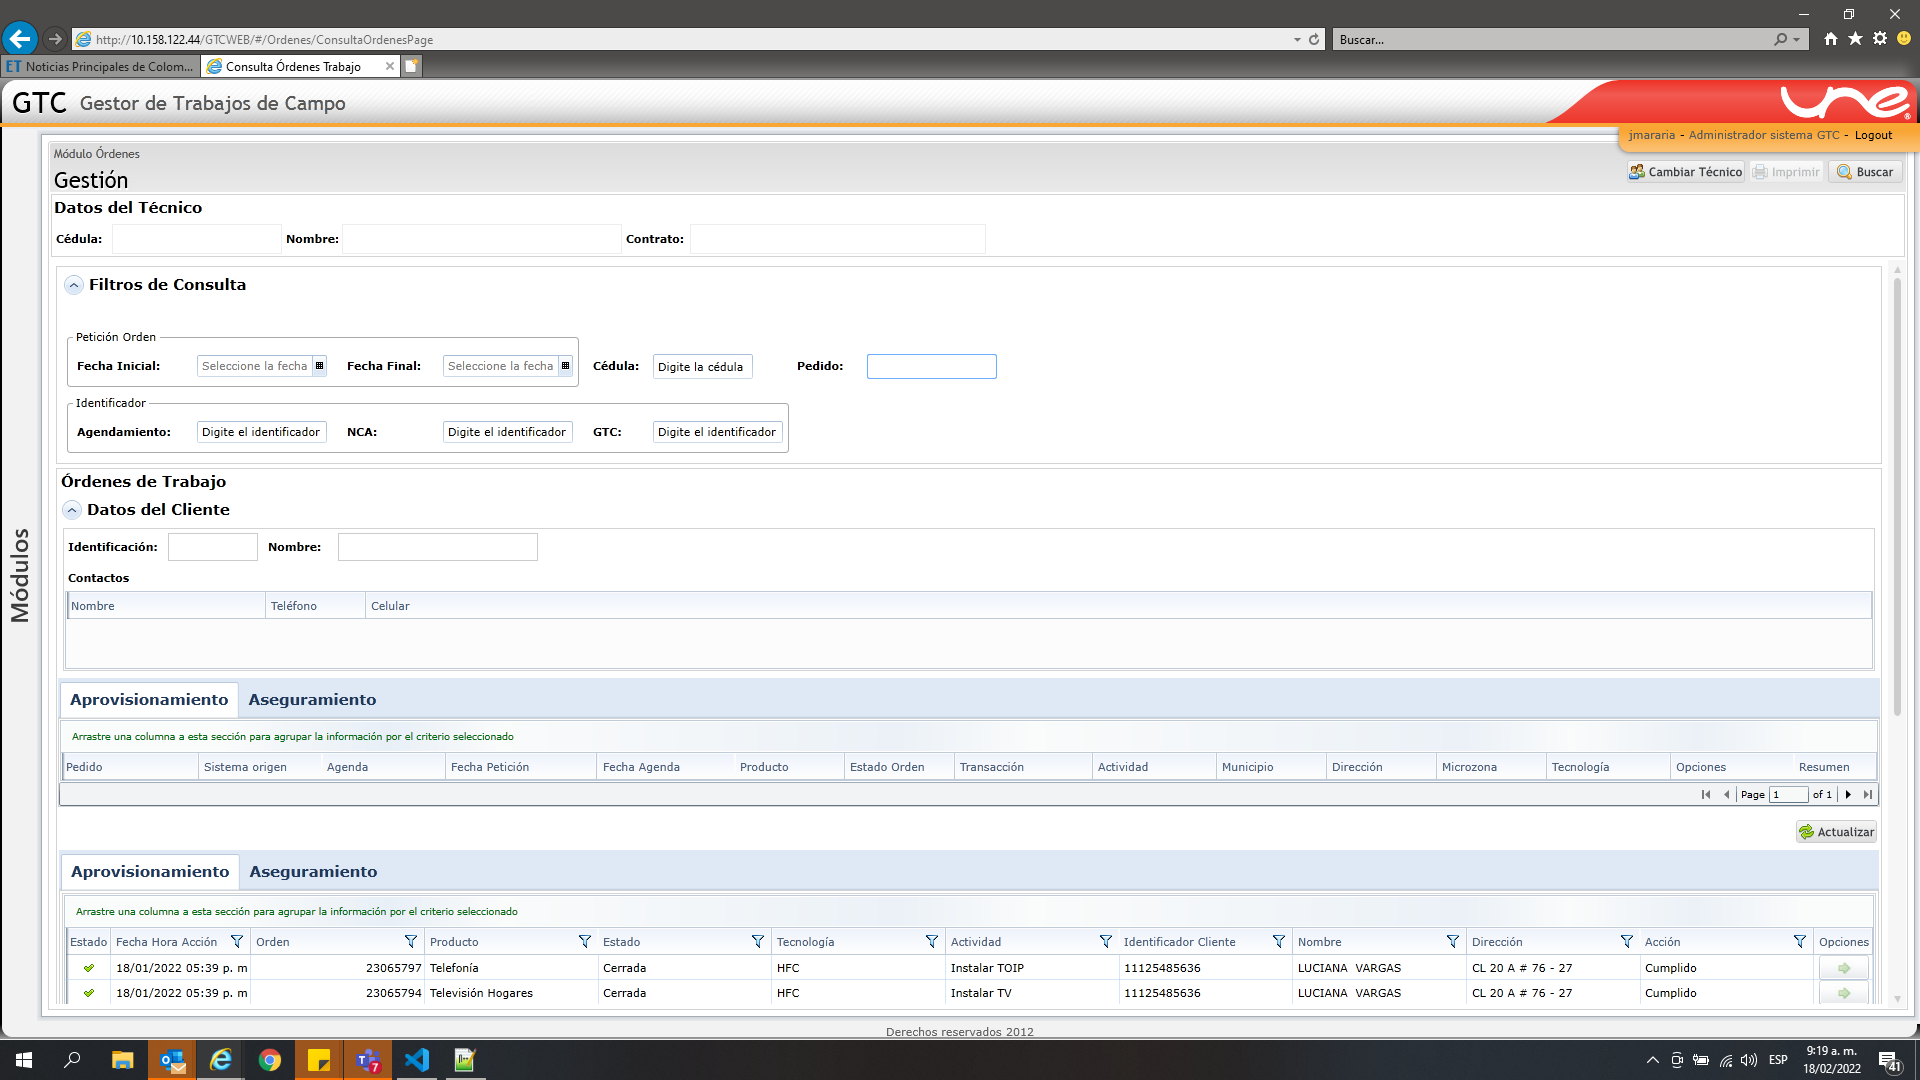 http://10.158.122.44/GTCWEB/#/Ordenes/ConsultaOrdenesPage
Buscar...
ET Noticias Principales de Colom...
Consulta Órdenes Trabajo
GTC Gestor de Trabajos de Campo
une
jmararia - Administrador sistema GTC - Logout
Módulo Órdenes
Gestión
Cambiar Técnico Imprimir Buscar
Datos del Técnico
Cédula: Nombre: Contrato:
Filtros de Consulta
Petición Orden
Fecha Inicial: Seleccione la fecha Fecha Final: Seleccione la fecha Cédula: Digite la cédula Pedido:
Identificador
Agendamiento: Digite el identificador NCA: Digite el identificador GTC: Digite el identificador
Órdenes de Trabajo
Datos del Cliente
Módulos
Identificación: Nombre:
Contactos
Nombre Teléfono Celular
Aprovisionamiento Aseguramiento
Arrastre una columna a esta sección para agrupar la información por el criterio seleccionado
Pedido Sistema origen Agenda Fecha Petición Fecha Agenda Producto Estado Orden Transacción Actividad Municipio Dirección Microzona Tecnología Opciones Resumen
Page 1 of 1
Actualizar
Aprovisionamiento Aseguramiento
Arrastre una columna a esta sección para agrupar la información por el criterio seleccionado
Estado Fecha Hora Acción Orden Producto Estado Tecnología Actividad Identificador Cliente Nombre Dirección Acción Opciones
18/01/2022 05:39 p. m 23065797 Telefonía Cerrada HFC Instalar TOIP 11125485636 LUCIANA VARGAS CL 20 A # 76 - 27 Cumplido
18/01/2022 05:39 p. m 23065794 Televisión Hogares Cerrada HFC Instalar TV 11125485636 LUCIANA VARGAS CL 20 A # 76 - 27 Cumplido
Derechos reservados 2012
7
ESP
9:19 a. m.
18/02/2022
41